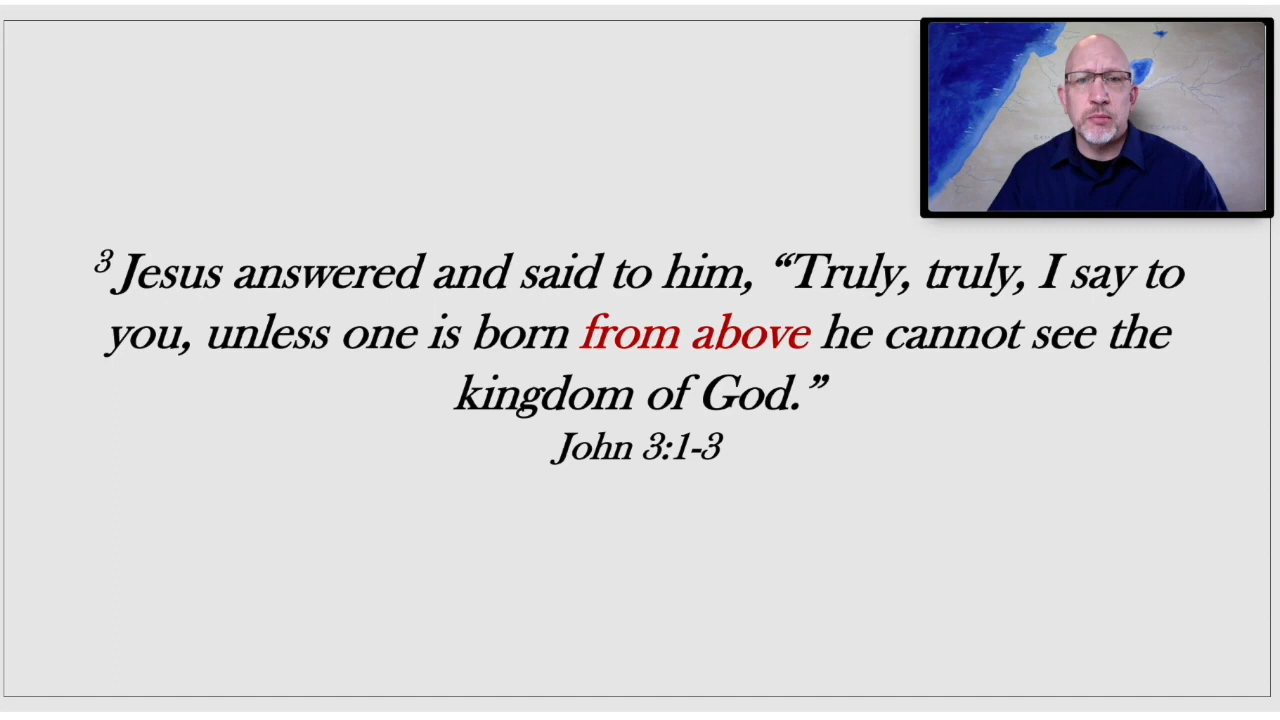 ³ Jesus answered and said to him, “Truly, truly, I say to
you, unless one is born from above he cannot see the
kingdom of God.”
John 3:1-3